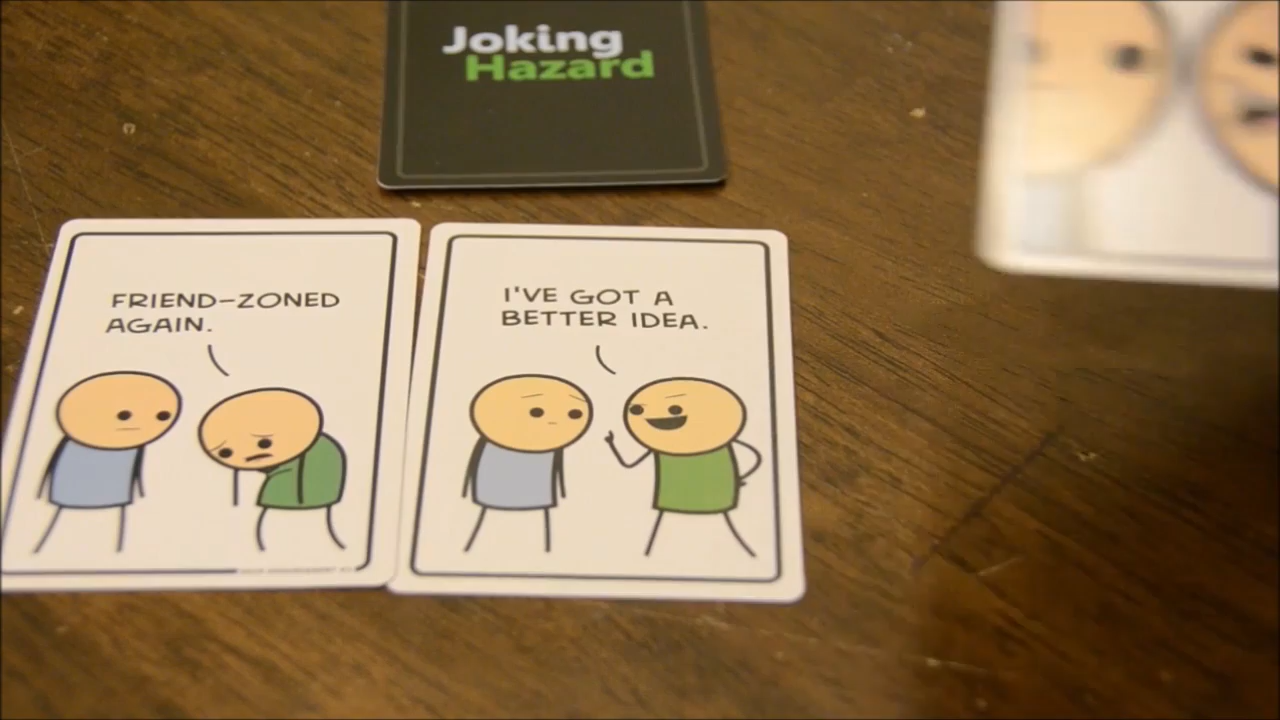 Joking
Hazard
FRIEND-ZONED
AGAIN.
I'VE GOT A
BETTER IDEA.